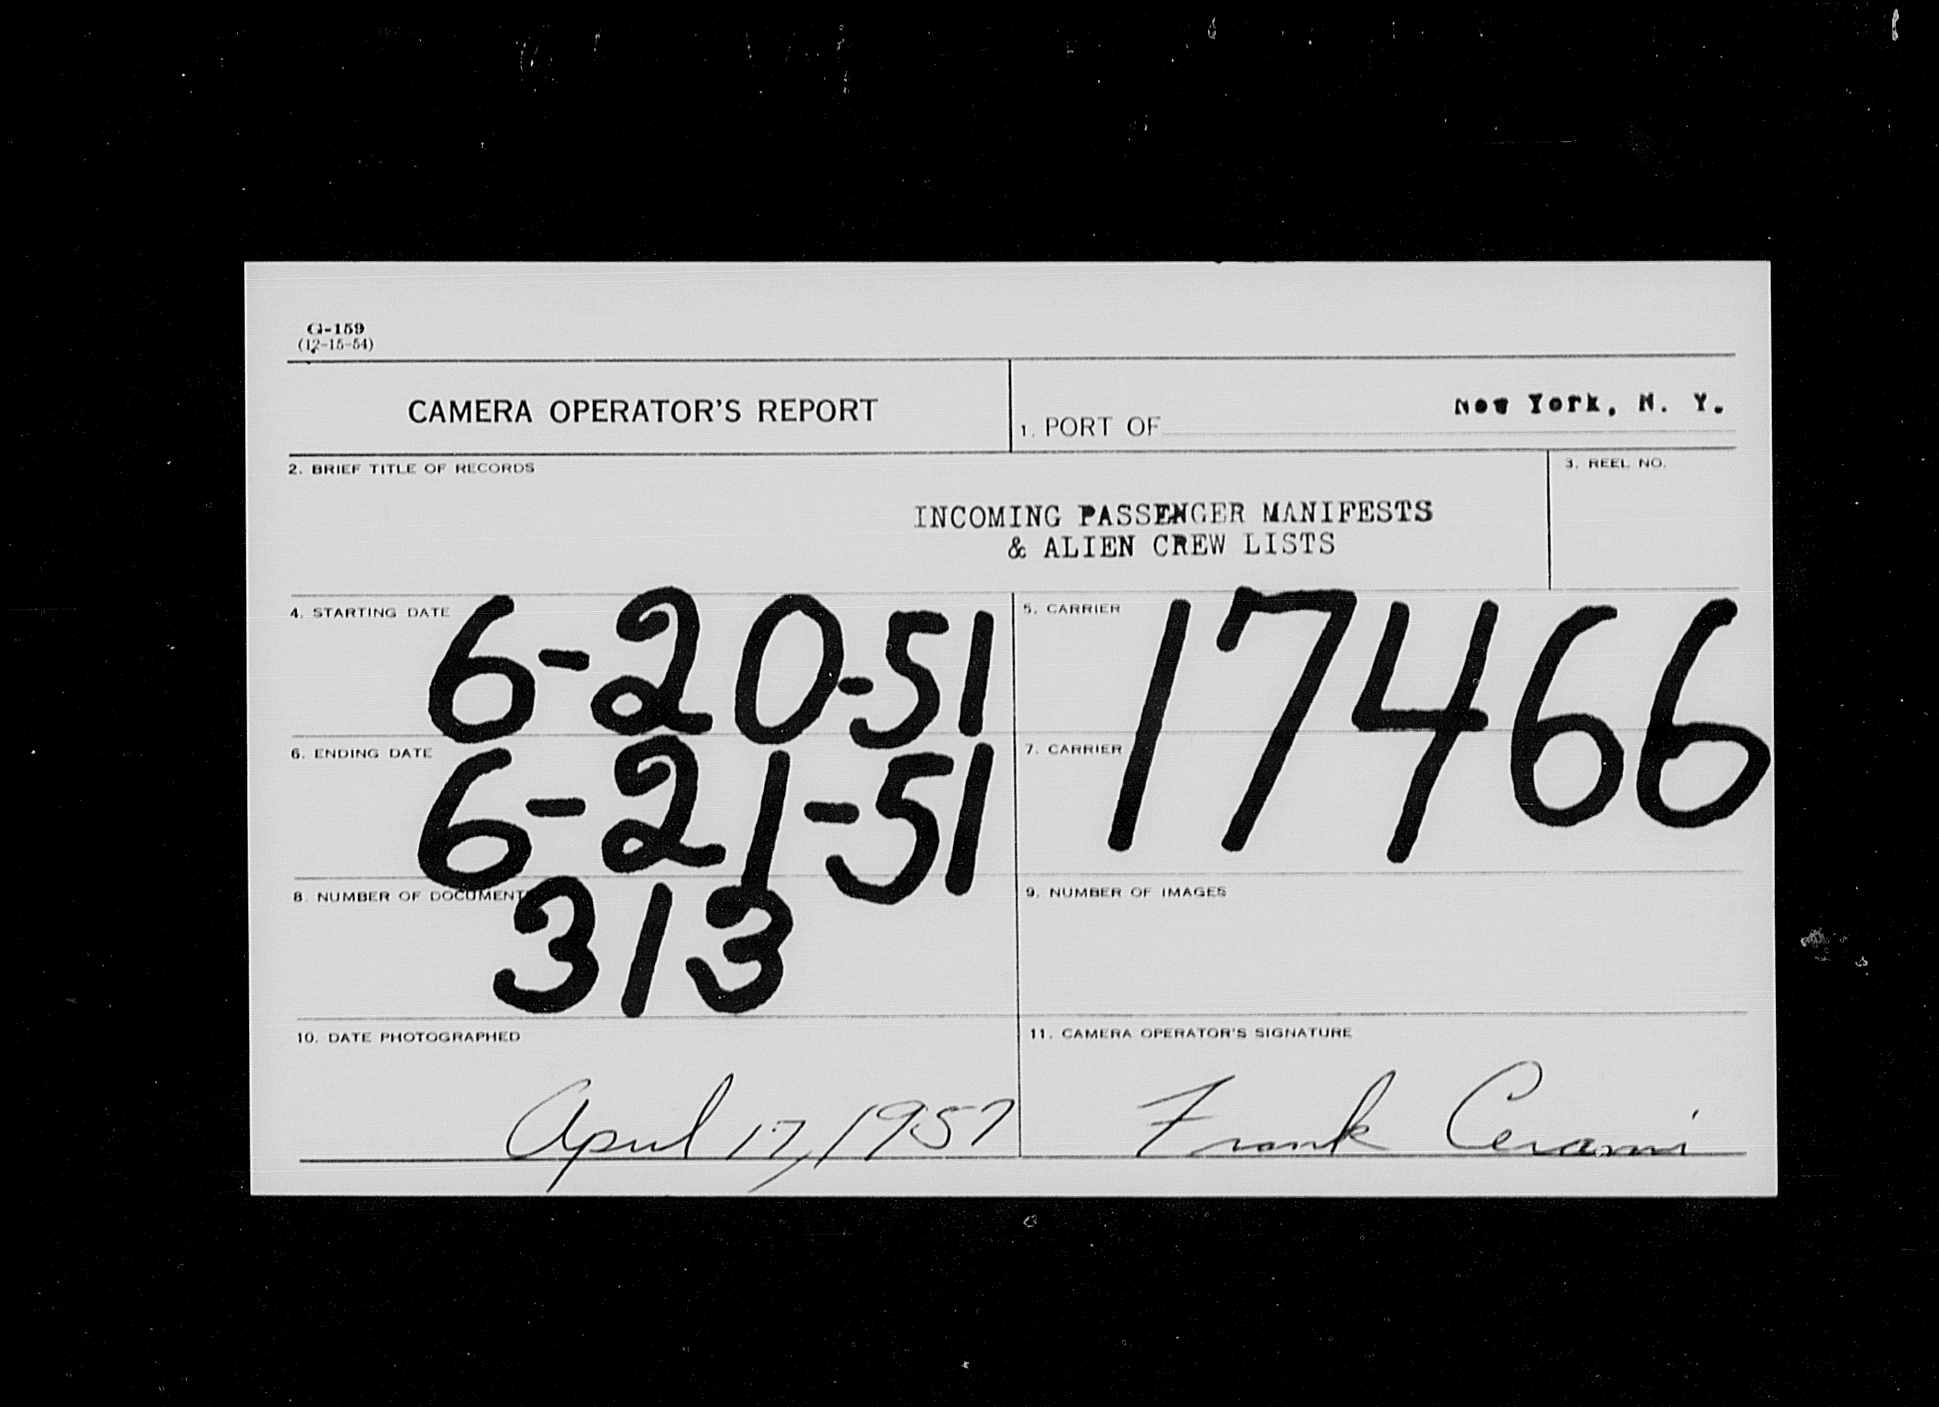 G-159
(12-15-54)
CAMERA OPERATOR'S REPORT
1. PORT OF New York, N. Y.
2. BRIEF TITLE OF RECORDS
3. REEL NO.
INCOMING PASSENGER MANIFESTS
& ALIEN CREW LISTS
4. STARTING DATE 6-20-51
5. CARRIER 17466
6. ENDING DATE 6-21-51
7. CARRIER
8. NUMBER OF DOCUMENTS 313
9. NUMBER OF IMAGES
10. DATE PHOTOGRAPHED
11. CAMERA OPERATOR'S SIGNATURE
April 17, 1957
Frank Cerami